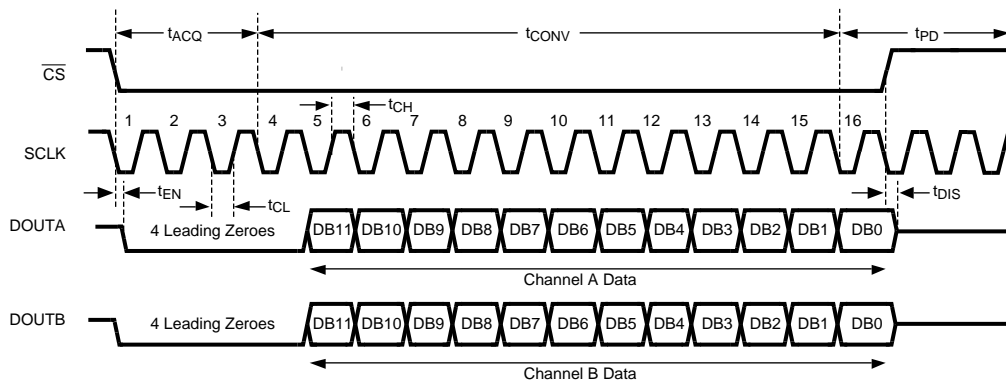 tACQ tCONV tPD
CS
tCH
1 2 3 4 5 6 7 8 9 10 11 12 13 14 15 16
SCLK
tEN tCL tDIS
DOUTA 4 Leading Zeroes DB11 DB10 DB9 DB8 DB7 DB6 DB5 DB4 DB3 DB2 DB1 DB0
Channel A Data
DOUTB 4 Leading Zeroes DB11 DB10 DB9 DB8 DB7 DB6 DB5 DB4 DB3 DB2 DB1 DB0
Channel B Data